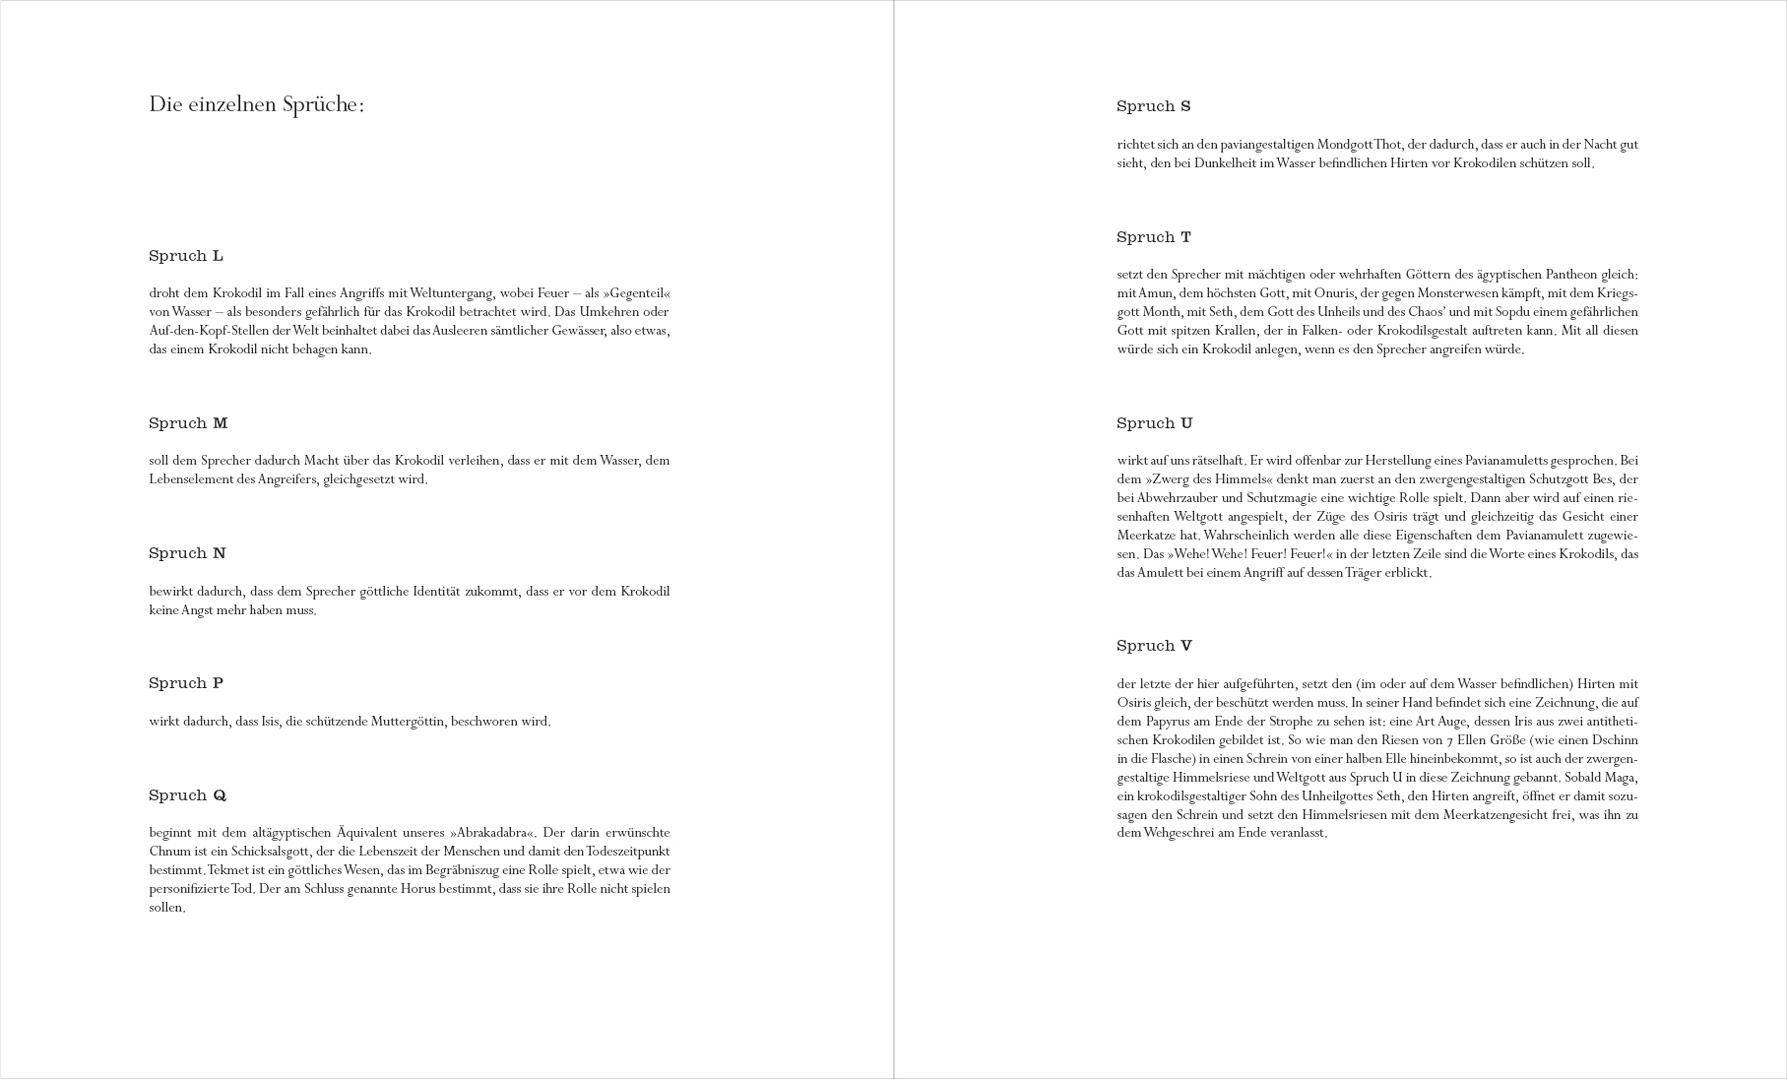 Die einzelnen Sprüche:
Spruch L
droht dem Krokodil im Fall eines Angriffs mit Weltuntergang, wobei Feuer – als »Gegenteil«
von Wasser – als besonders gefährlich für das Krokodil betrachtet wird. Das Umkehren oder
Auf-den-Kopf-Stellen der Welt beinhaltet dabei das Ausleeren sämtlicher Gewässer, also etwas,
das einem Krokodil nicht behagen kann.
Spruch M
soll dem Sprecher dadurch Macht über das Krokodil verleihen, dass er mit dem Wasser, dem
Lebenselement des Angreifers, gleichgesetzt wird.
Spruch N
bewirkt dadurch, dass dem Sprecher göttliche Identität zukommt, dass er vor dem Krokodil
keine Angst mehr haben muss.
Spruch P
wirkt dadurch, dass Isis, die schützende Muttergöttin, beschworen wird.
Spruch Q
beginnt mit dem altägyptischen Äquivalent unseres »Abrakadabra«. Der darin erwünschte
Chnum ist ein Schicksalsgott, der die Lebenszeit der Menschen und damit den Todeszeitpunkt
bestimmt. Tekmet ist ein göttliches Wesen, das im Begräbniszug eine Rolle spielt, etwa wie der
personifizierte Tod. Der am Schluss genannte Horus bestimmt, dass sie ihre Rolle nicht spielen
sollen.
Spruch S
richtet sich an den paviangestaltigen Mondgott Thot, der dadurch, dass er auch in der Nacht gut
sieht, den bei Dunkelheit im Wasser befindlichen Hirten vor Krokodilen schützen soll.
Spruch T
setzt den Sprecher mit mächtigen oder wehrhaften Göttern des ägyptischen Pantheon gleich:
mit Amun, dem höchsten Gott, mit Onuris, der gegen Monsterwesen kämpft, mit dem Kriegs-
gott Month, mit Seth, dem Gott des Unheils und des Chaos' und mit Sopdu einem gefährlichen
Gott mit spitzen Krallen, der in Falken- oder Krokodilsgestalt auftreten kann. Mit all diesen
würde sich ein Krokodil anlegen, wenn es den Sprecher angreifen würde.
Spruch U
wirkt auf uns rätselhaft. Er wird offenbar zur Herstellung eines Pavianamuletts gesprochen. Bei
dem »Zwerg des Himmels« denkt man zuerst an den zwergengestaltigen Schutzgott Bes, der
bei Abwehrzauber und Schutzmagie eine wichtige Rolle spielt. Dann aber wird auf einen rie-
senhaften Weltgott angespielt, der Züge des Osiris trägt und gleichzeitig das Gesicht einer
Meerkatze hat. Wahrscheinlich werden alle diese Eigenschaften dem Pavianamulett zugewie-
sen. Das »Wehe! Wehe! Feuer! Feuer!« in der letzten Zeile sind die Worte eines Krokodils, das
das Amulett bei einem Angriff auf dessen Träger erblickt.
Spruch V
der letzte der hier aufgeführten, setzt den (im oder auf dem Wasser befindlichen) Hirten mit
Osiris gleich, der beschützt werden muss. In seiner Hand befindet sich eine Zeichnung, die auf
dem Papyrus am Ende der Strophe zu sehen ist: eine Art Auge, dessen Iris aus zwei antitheti-
schen Krokodilen gebildet ist. So wie man den Riesen von 7 Ellen Größe (wie einen Dschinn
in die Flasche) in einen Schrein von einer halben Elle hineinbekommt, so ist auch der zwergen-
gestaltige Himmelsriese und Weltgott aus Spruch U in diese Zeichnung gebannt. Sobald Maga,
ein krokodilsgestaltiger Sohn des Unheilgottes Seth, den Hirten angreift, öffnet er damit sozu-
sagen den Schrein und setzt den Himmelsriesen mit dem Meerkatzengesicht frei, was ihn zu
dem Wehgeschrei am Ende veranlasst.